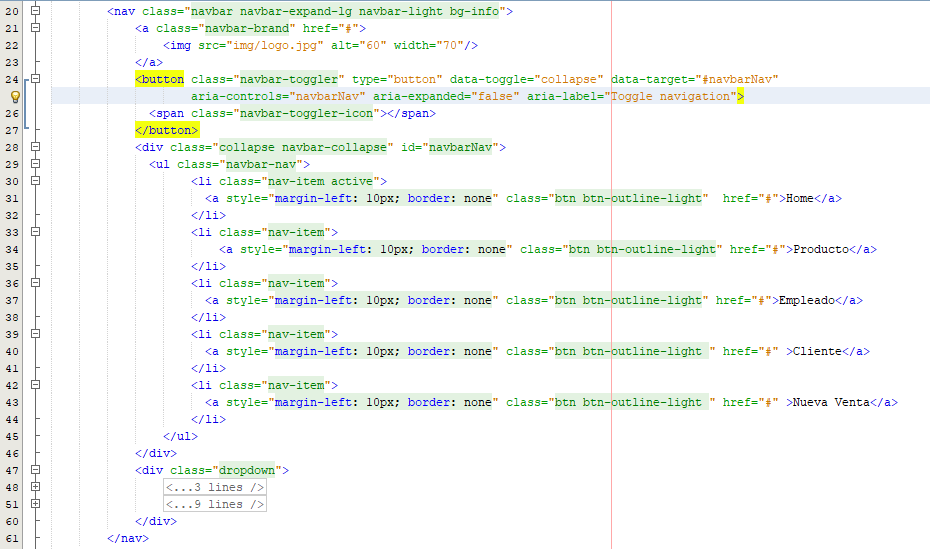 20 <nav class="navbar navbar-expand-lg navbar-light bg-info">
21 <a class="navbar-brand" href="#">
22 <img src="img/logo.jpg" alt="60" width="70"/>
23 </a>
24 <button class="navbar-toggler" type="button" data-toggle="collapse" data-target="#navbarNav"
aria-controls="navbarNav" aria-expanded="false" aria-label="Toggle navigation">
26 <span class="navbar-toggler-icon"></span>
27 </button>
28 <div class="collapse navbar-collapse" id="navbarNav">
29 <ul class="navbar-nav">
30 <li class="nav-item active">
31 <a style="margin-left: 10px; border: none" class="btn btn-outline-light"  href="#">Home</a>
32 </li>
33 <li class="nav-item">
34 <a style="margin-left: 10px; border: none" class="btn btn-outline-light" href="#">Producto</a>
35 </li>
36 <li class="nav-item">
37 <a style="margin-left: 10px; border: none" class="btn btn-outline-light" href="#">Empleado</a>
38 </li>
39 <li class="nav-item">
40 <a style="margin-left: 10px; border: none" class="btn btn-outline-light " href="#" >Cliente</a>
41 </li>
42 <li class="nav-item">
43 <a style="margin-left: 10px; border: none" class="btn btn-outline-light " href="#" >Nueva Venta</a>
44 </li>
45 </ul>
46 </div>
47 <div class="dropdown">
48 <...3 lines />
51 <...9 lines />
60 </div>
61 </nav>